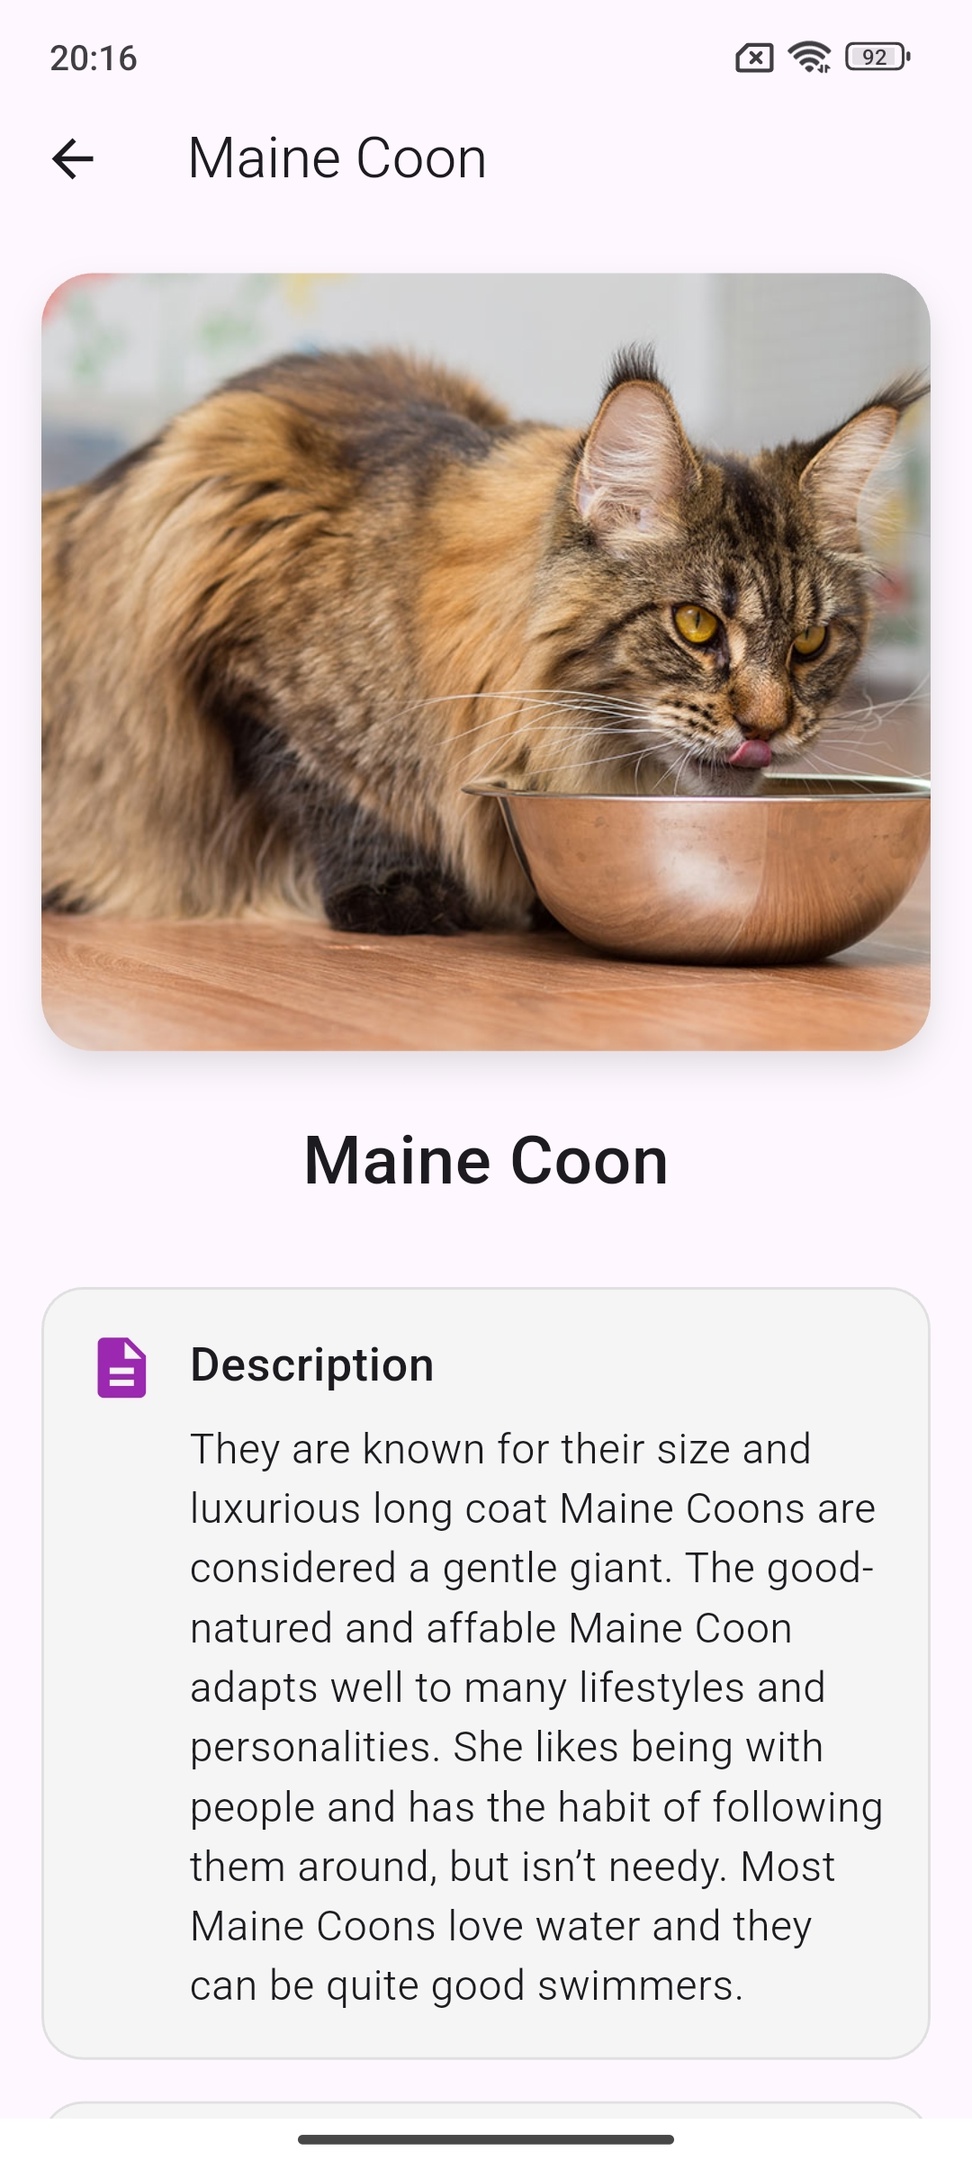 20:16
92
Maine Coon
Maine Coon
Description
They are known for their size and
luxurious long coat Maine Coons are
considered a gentle giant. The good-
natured and affable Maine Coon
adapts well to many lifestyles and
personalities. She likes being with
people and has the habit of following
them around, but isn’t needy. Most
Maine Coons love water and they
can be quite good swimmers.